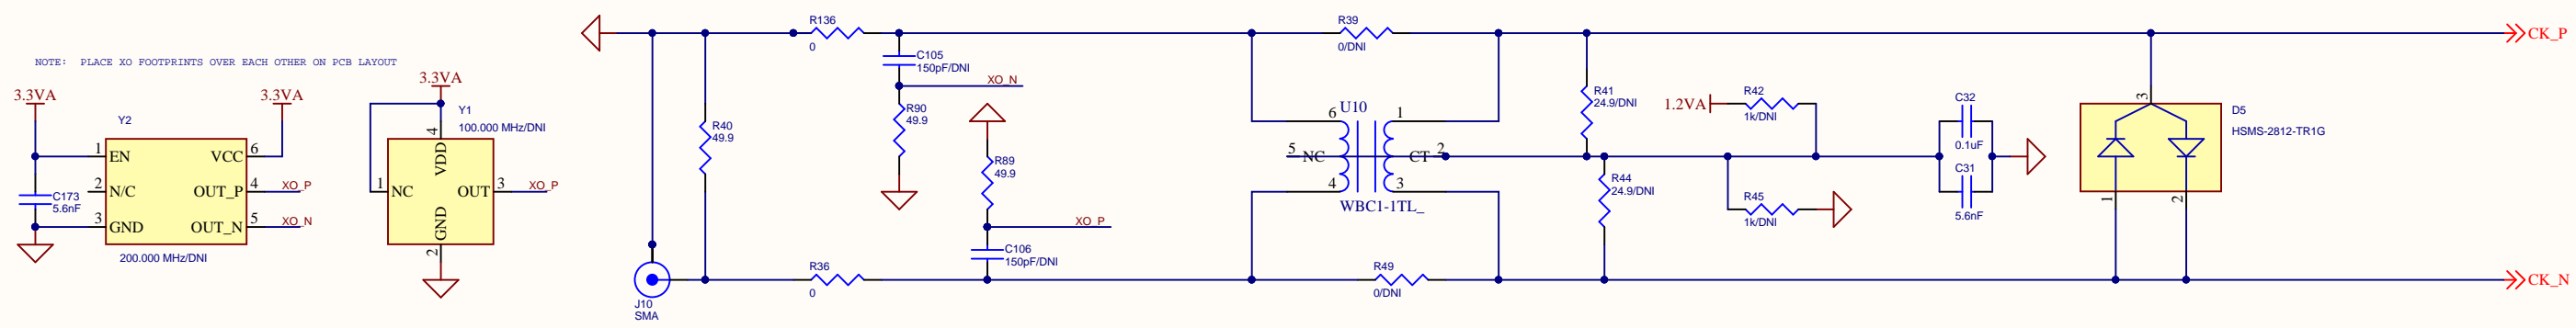 NOTE: PLACE XO FOOTPRINTS OVER EACH OTHER ON PCB LAYOUT
3.3VA
3.3VA
Y2
1 EN
VCC 6
2 N/C
OUT_P 4 XO_P
3 GND
OUT_N 5 XO_N
200.000 MHz/DNI
C173
5.6nF
3.3VA
Y1
100.000 MHz/DNI
4
VDD
1 NC
OUT 3 XO_P
GND
2
J10
SMA
R40
49.9
R136
0
R36
0
C105
150pF/DNI
XO_N
R90
49.9
R89
49.9
XO_P
C106
150pF/DNI
R39
0/DNI
U10
6
1
5 NC
CT 2
4
3
WBC1-1TL_
R49
0/DNI
R41
24.9/DNI
R44
24.9/DNI
1.2VA
R42
1k/DNI
R45
1k/DNI
C32
0.1uF
C31
5.6nF
3
D5
HSMS-2812-TR1G
1
2
CK_P
CK_N